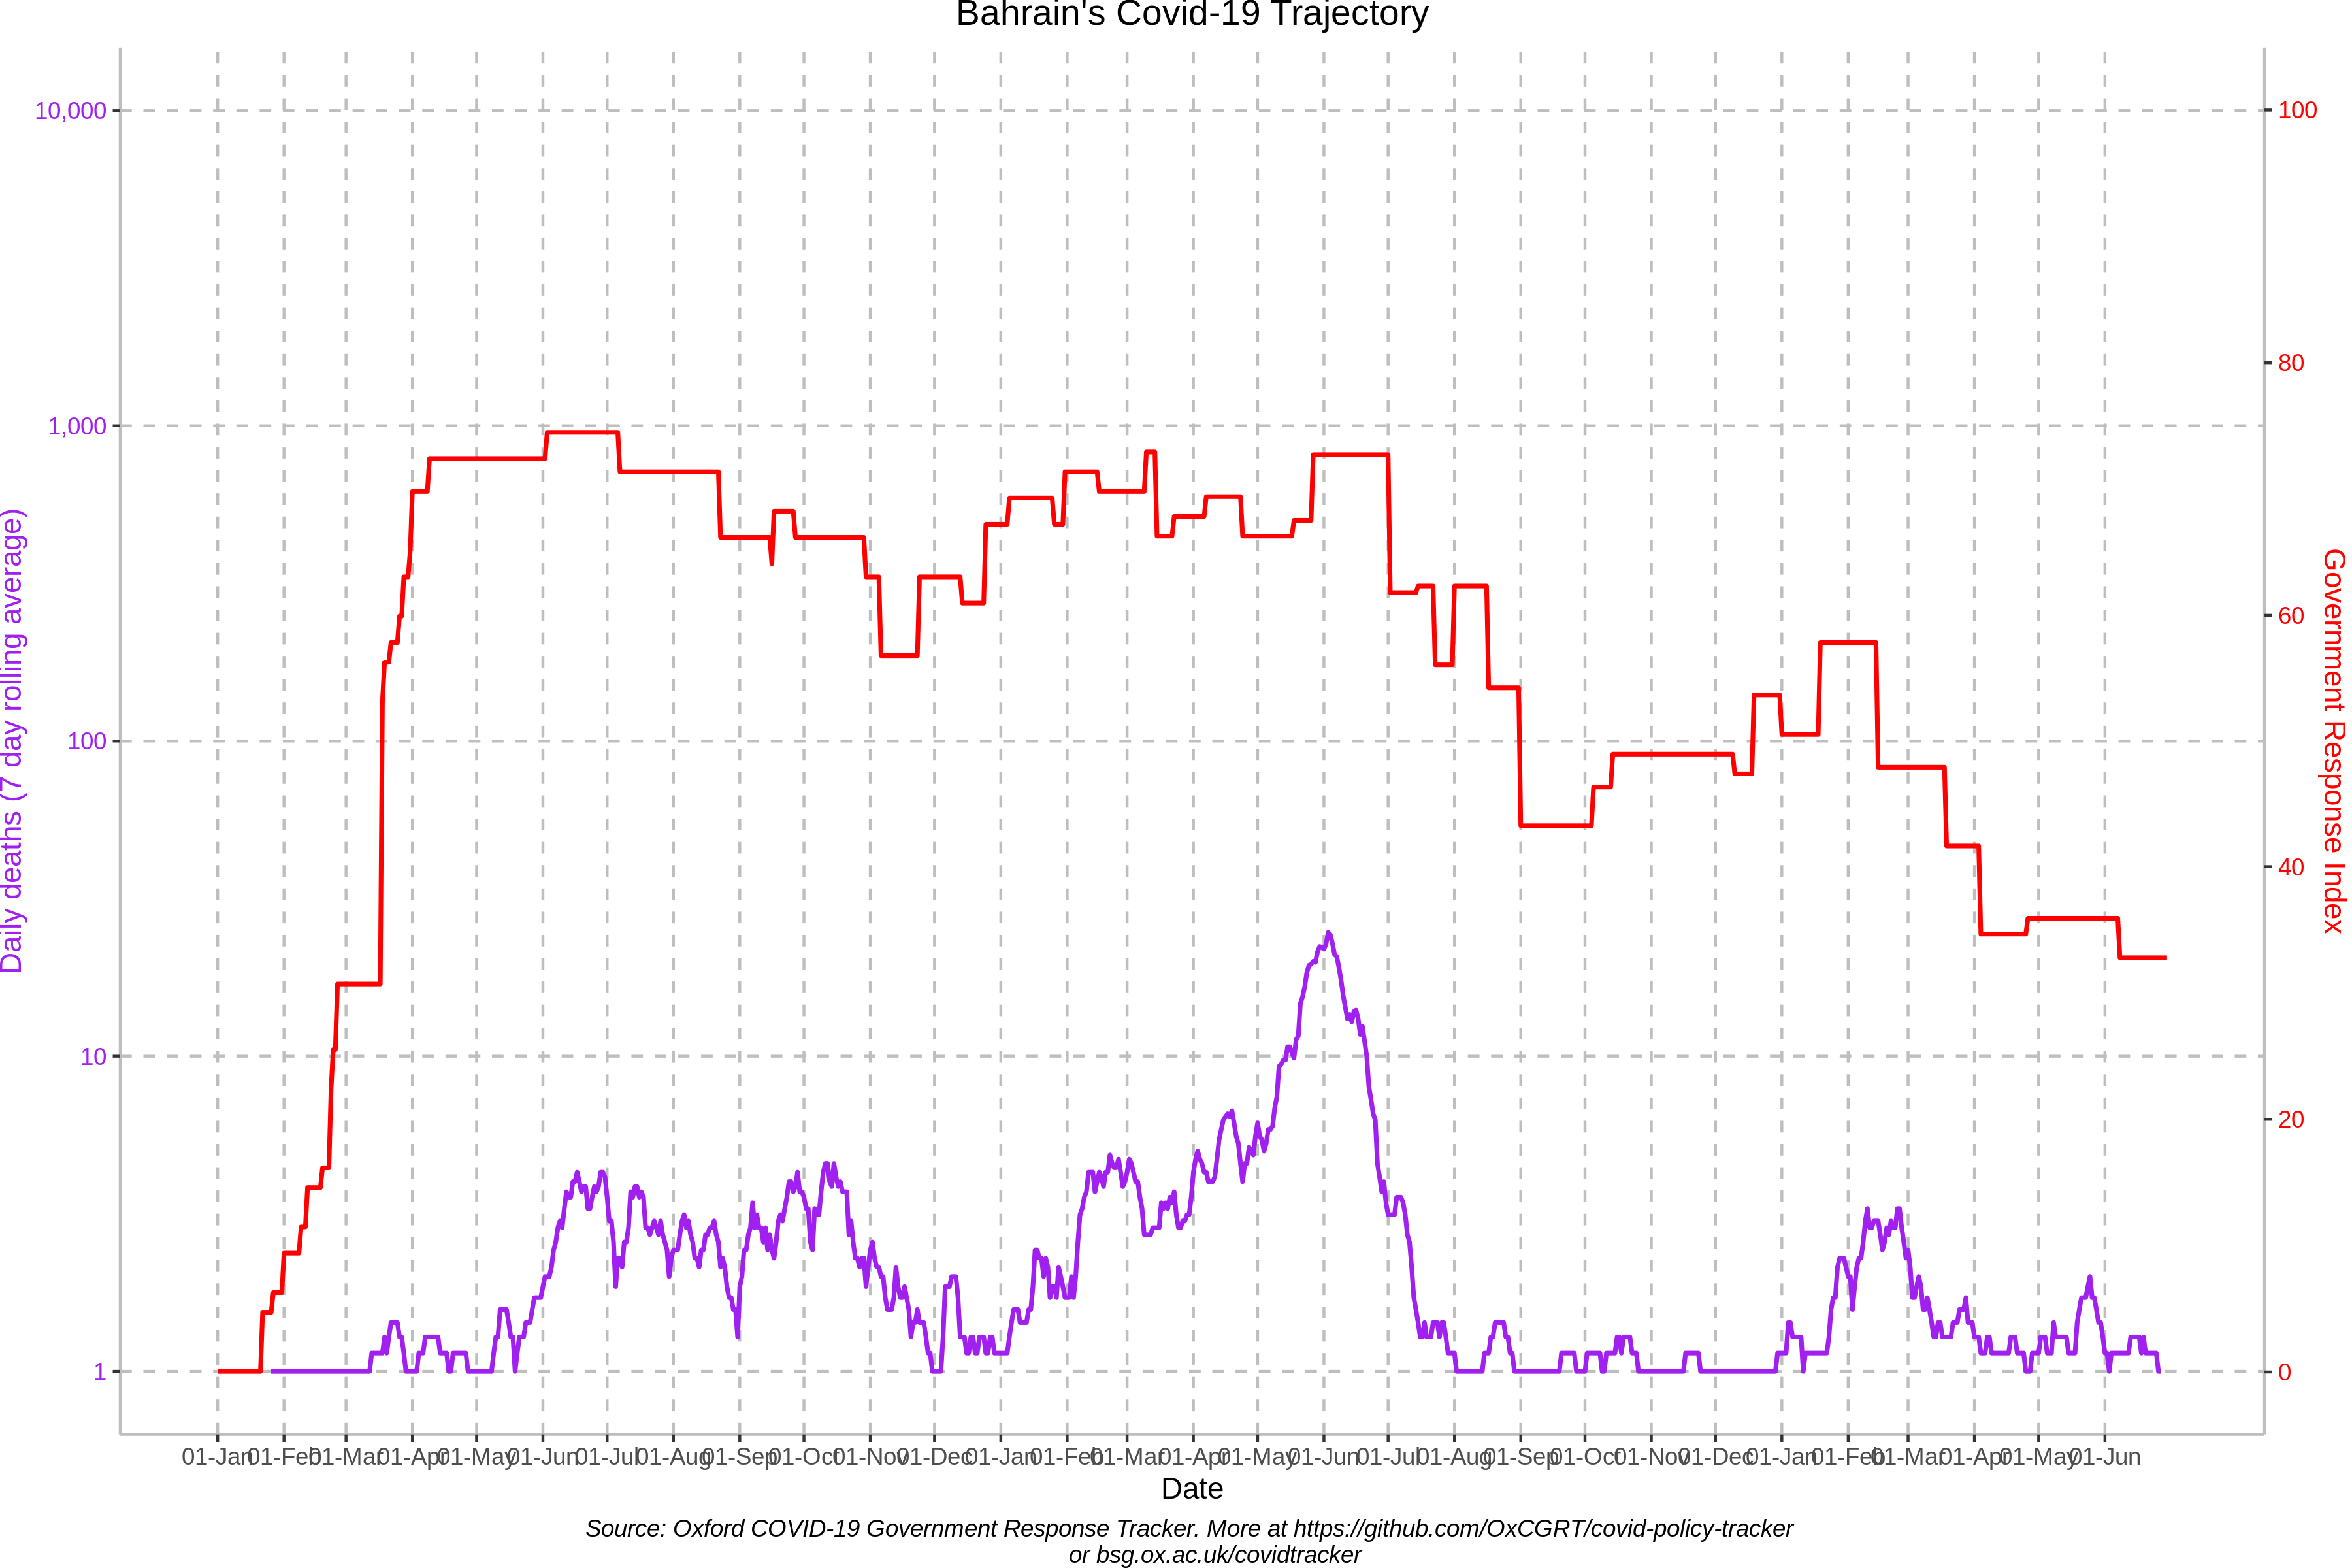 Bahrain's Covid-19 Trajectory
10,000
1,000
100
10
1
Daily deaths (7 day rolling average)
100
80
60
40
20
0
Government Response Index
01-Jan 01-Feb 01-Mar 01-Apr 01-May 01-Jun 01-Jul 01-Aug 01-Sep 01-Oct 01-Nov 01-Dec 01-Jan 01-Feb 01-Mar 01-Apr 01-May 01-Jun 01-Jul 01-Aug 01-Sep 01-Oct 01-Nov 01-Dec 01-Jan 01-Feb 01-Mar 01-Apr 01-May 01-Jun
Date
Source: Oxford COVID-19 Government Response Tracker. More at https://github.com/OxCGRT/covid-policy-tracker
or bsg.ox.ac.uk/covidtracker